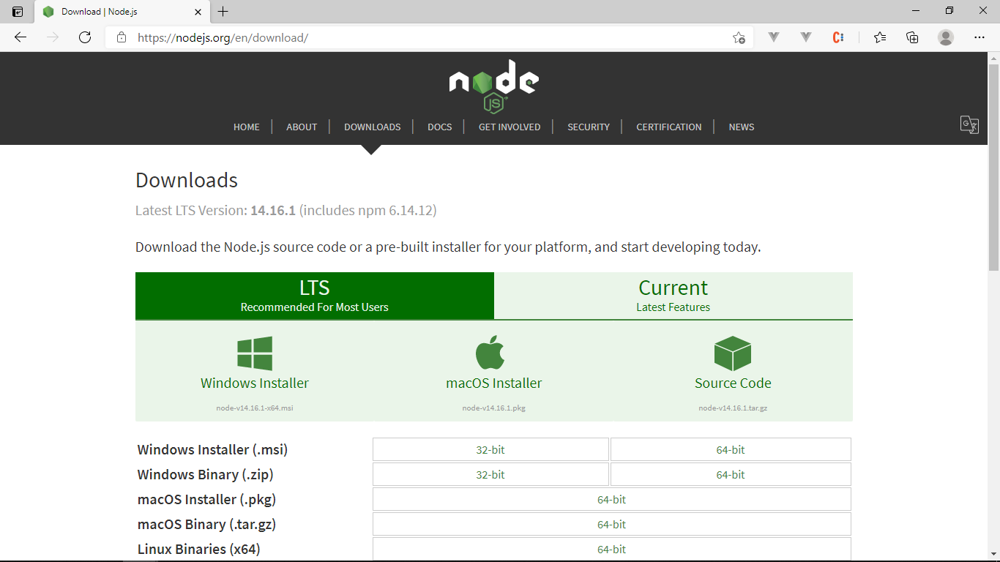 Download | Node.js
https://nodejs.org/en/download/
node
JS
HOME ABOUT DOWNLOADS DOCS GET INVOLVED SECURITY CERTIFICATION NEWS
Downloads
Latest LTS Version: 14.16.1 (includes npm 6.14.12)
Download the Node.js source code or a pre-built installer for your platform, and start developing today.
LTS Current
Recommended For Most Users Latest Features
Windows Installer macOS Installer Source Code
node-v14.16.1-x64.msi node-v14.16.1.pkg node-v14.16.1.tar.gz
Windows Installer (.msi) 32-bit 64-bit
Windows Binary (.zip) 32-bit 64-bit
macOS Installer (.pkg) 64-bit
macOS Binary (.tar.gz) 64-bit
Linux Binaries (x64) 64-bit